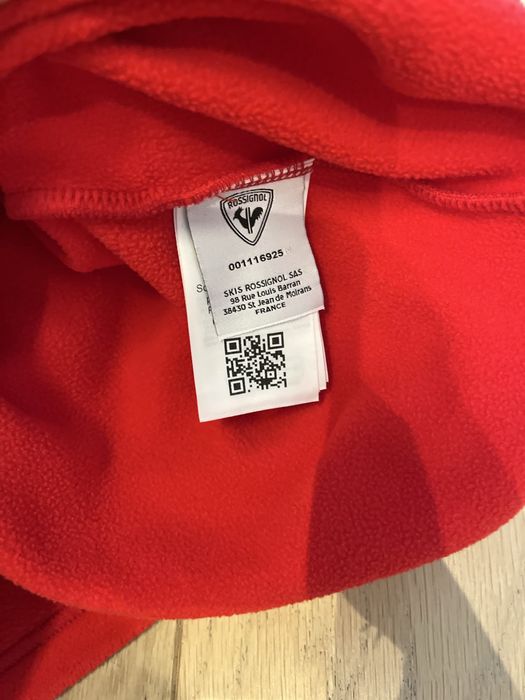 ROSSIGNOL
001116925
SKIS ROSSIGNOL SAS
98 Rue Louis Barran
38430 St Jean de Moirans
FRANCE